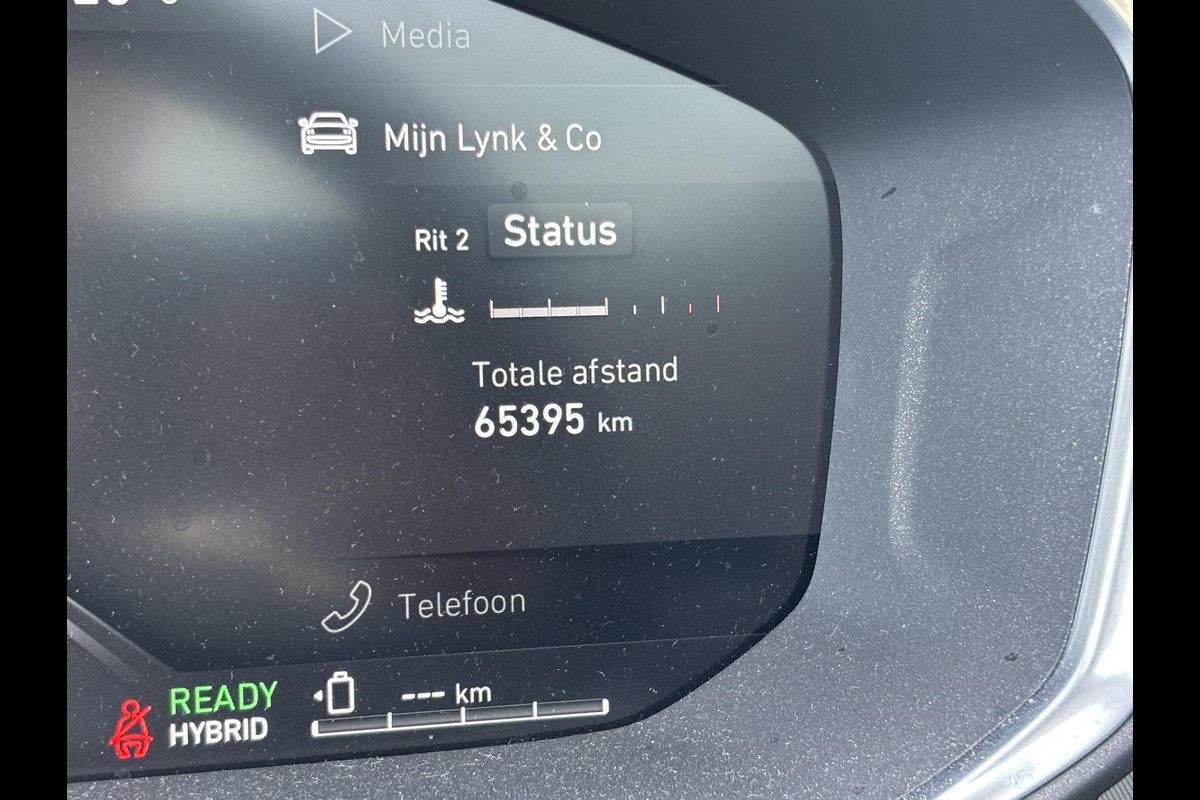 Media
Mijn Lynk & Co
Rit 2 Status
Totale afstand
65395 km
Telefoon
READY
HYBRID
--- km